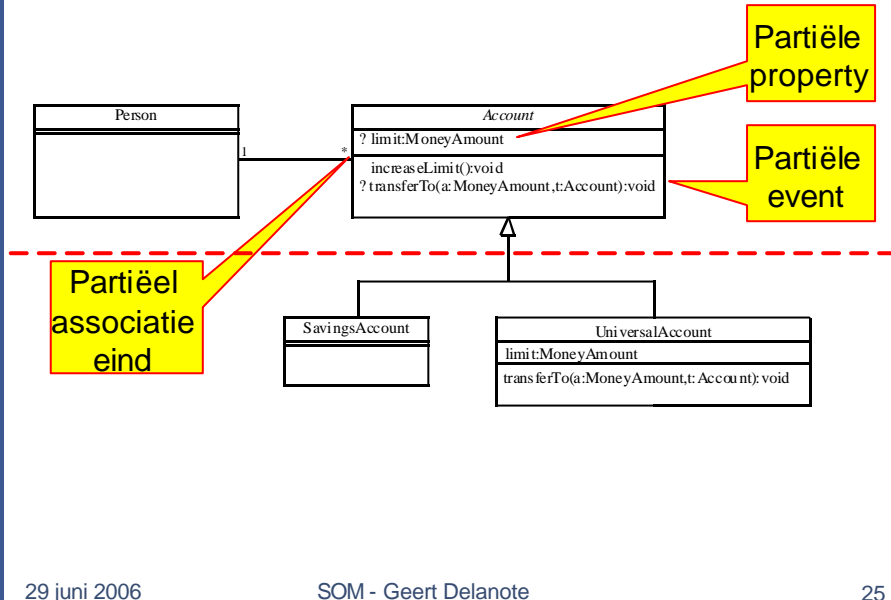 Partiële
property
Person
Account
? limit:MoneyAmount
1
*
increaseLimit():void
? transferTo(a:MoneyAmount,t:Account):void
Partiële
event
Partiëel
associatie
eind
SavingsAccount
UniversalAccount
limit:MoneyAmount
transferTo(a:MoneyAmount,t:Account):void
29 juni 2006
SOM - Geert Delanote
25